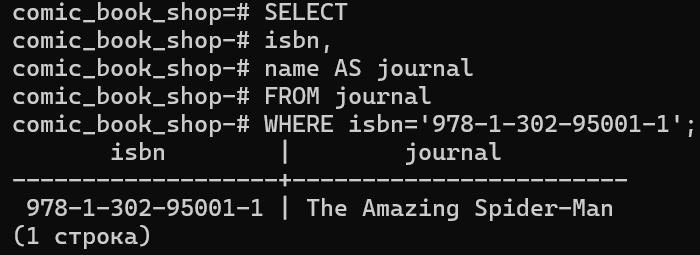 comic_book_shop=# SELECT
comic_book_shop-# isbn,
comic_book_shop-# name AS journal
comic_book_shop-# FROM journal
comic_book_shop-# WHERE isbn='978-1-302-95001-1';
       isbn        |        journal
-------------------+------------------------
 978-1-302-95001-1 | The Amazing Spider-Man
(1 строка)